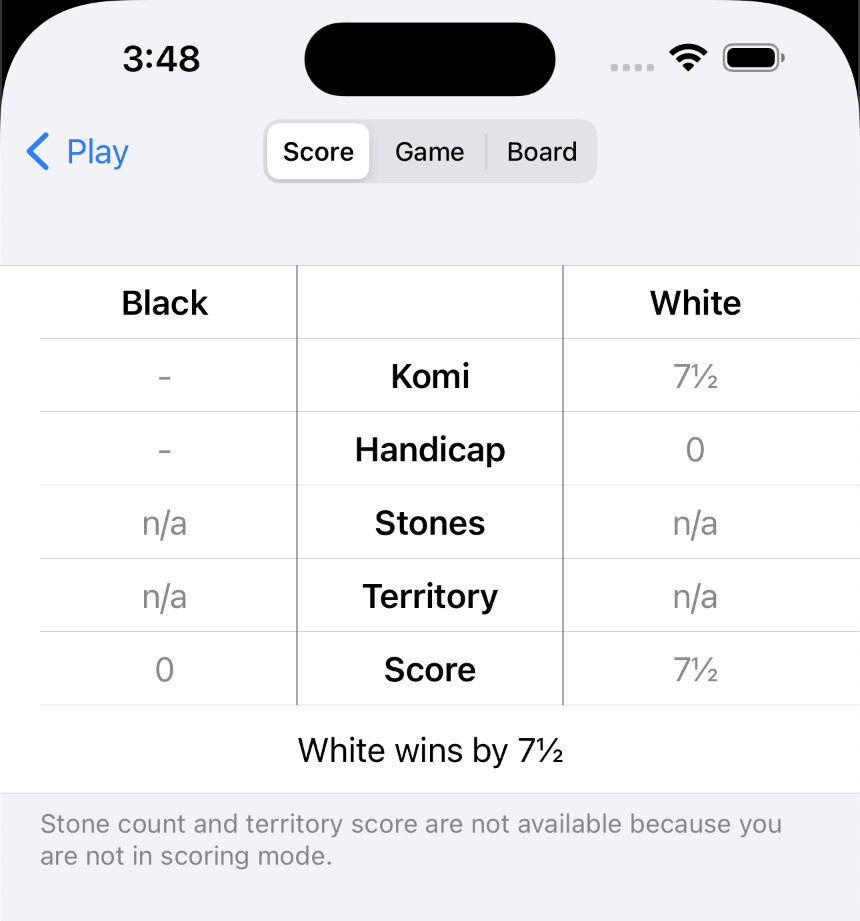 3:48
Play
Score Game Board
Black White
- Komi 7½
- Handicap 0
n/a Stones n/a
n/a Territory n/a
0 Score 7½
White wins by 7½
Stone count and territory score are not available because you
are not in scoring mode.